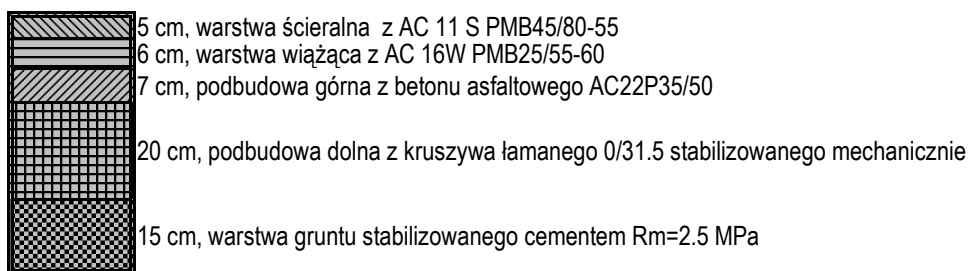 5 cm, warstwa ścieralna z AC 11 S PMB45/80-55
6 cm, warstwa wiążąca z AC 16W PMB25/55-60
7 cm, podbudowa górna z betonu asfaltowego AC22P35/50
20 cm, podbudowa dolna z kruszywa łamanego 0/31.5 stabilizowanego mechanicznie
15 cm, warstwa gruntu stabilizowanego cementem Rm=2.5 MPa